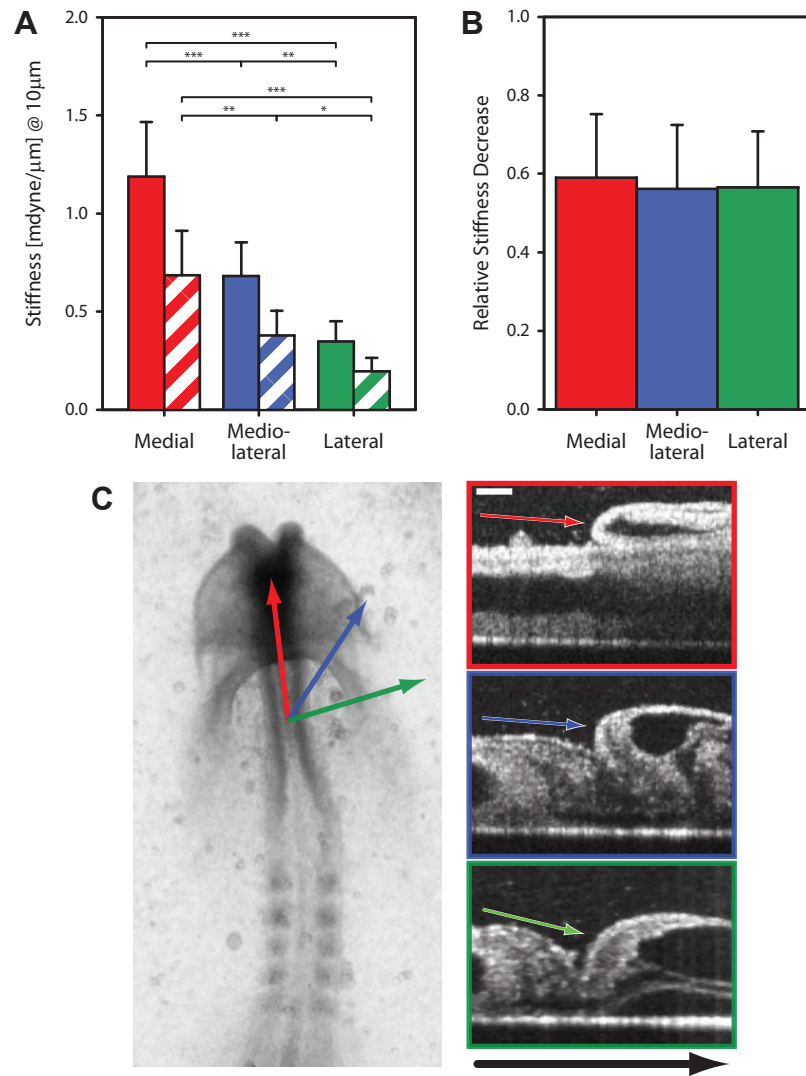 A
Stiffness [mdyne/μm] @ 10μm
2.0
1.5
1.0
0.5
0.0
***
*** **
***
** *
Medial
Medio-
lateral
Lateral
B
Relative Stiffness Decrease
1.0
0.8
0.6
0.4
0.2
0.0
Medial
Medio-
lateral
Lateral
C